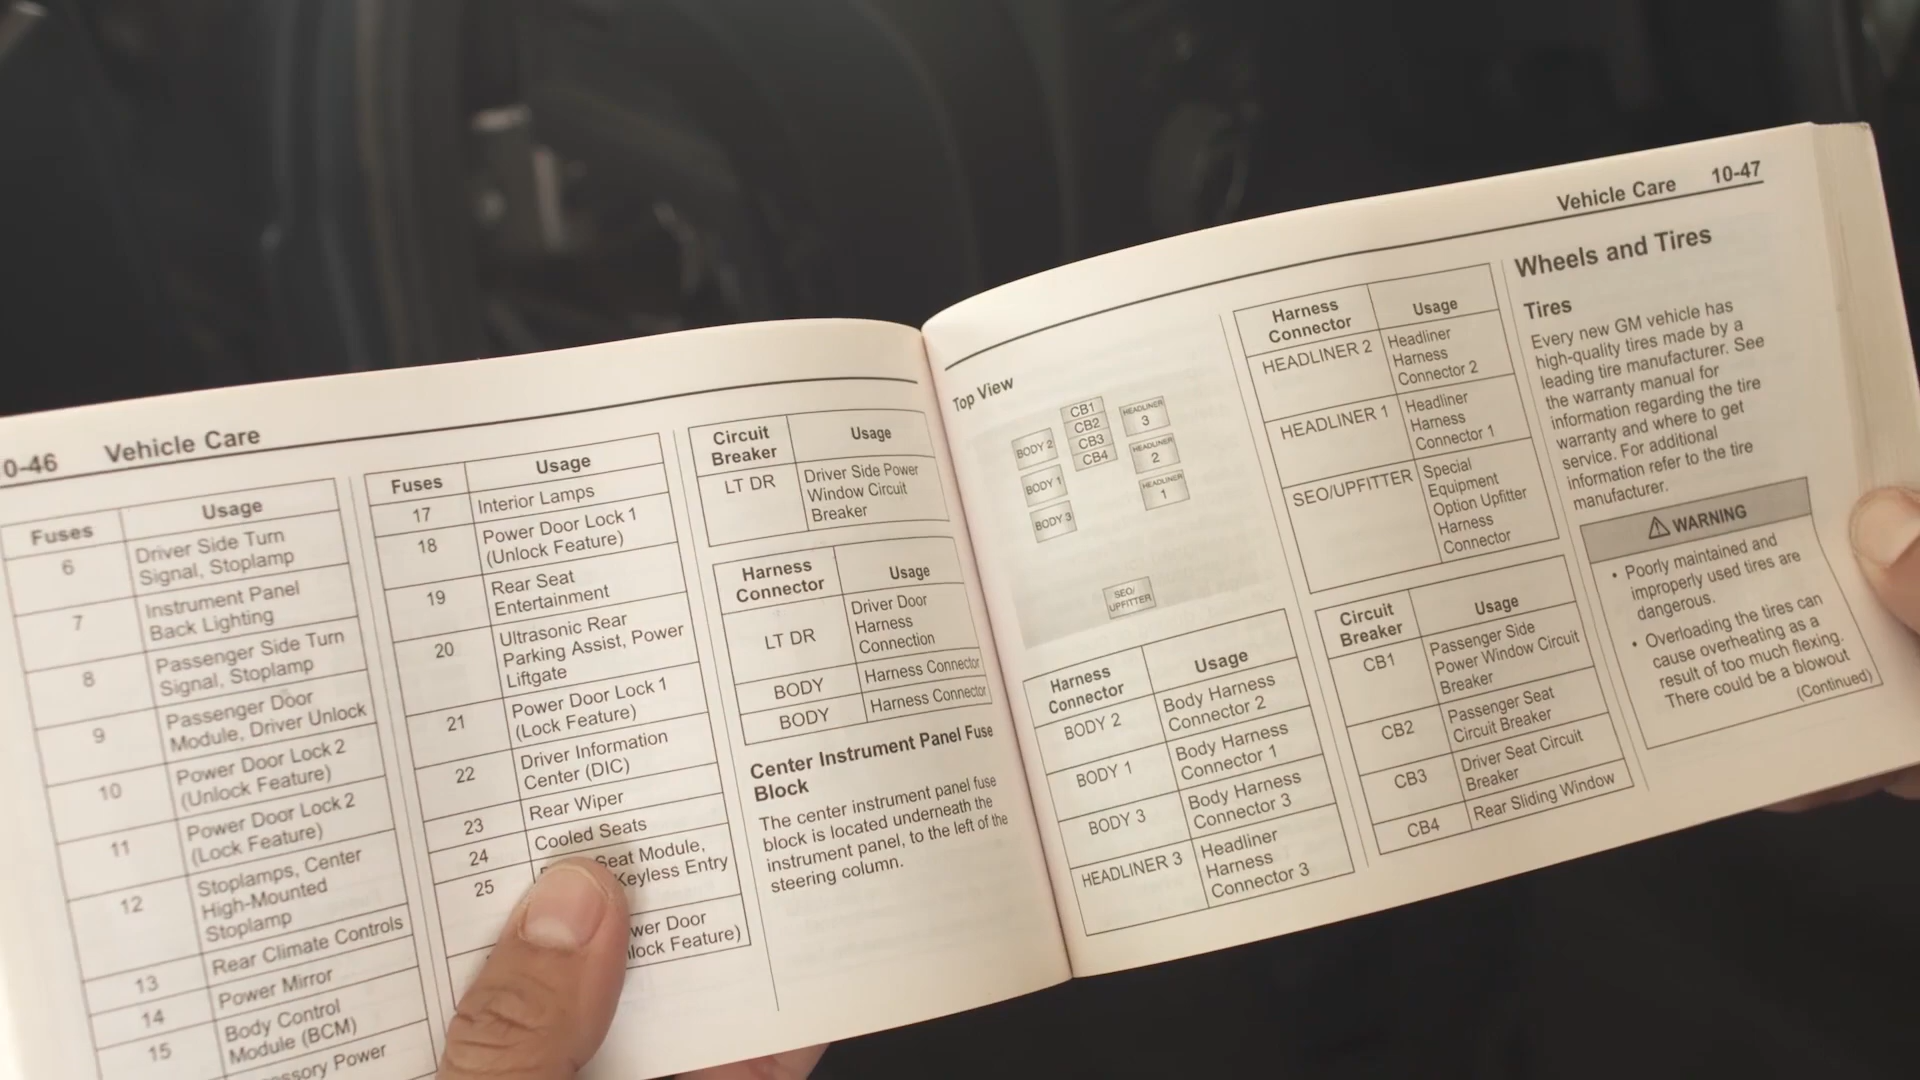 0-46 Vehicle Care
Fuses Usage
6 Driver Side Turn
Signal, Stoplamp
7 Instrument Panel
Back Lighting
8 Passenger Side Turn
Signal, Stoplamp
9 Passenger Door
Module, Driver Unlock
10 Power Door Lock 2
(Unlock Feature)
11 Power Door Lock 2
(Lock Feature)
12 Stoplamps, Center
High-Mounted
Stoplamp
13 Rear Climate Controls
14 Power Mirror
15 Body Control
Module (BCM)
Power
Fuses Usage
17 Interior Lamps
18 Power Door Lock 1
(Unlock Feature)
19 Rear Seat
Entertainment
20 Ultrasonic Rear
Parking Assist, Power
Liftgate
21 Power Door Lock 1
(Lock Feature)
22 Driver Information
Center (DIC)
23 Rear Wiper
24 Cooled Seats
25 Seat Module,
Keyless Entry
Door
Feature)
Circuit
Breaker
Usage
LT DR Driver Side Power
Window Circuit
Breaker
Harness
Connector
Usage
LT DR Driver Door
Harness
Connection
BODY Harness Connector
BODY Harness Connector
Center Instrument Panel Fuse
Block
The center instrument panel fuse
block is located underneath the
instrument panel, to the left of the
steering column.
Vehicle Care 10-47
Top View
CB1
CB2
CB3
CB4
BODY 2
BODY 1
BODY 3
HEADLINER
3
HEADLINER
2
HEADLINER
1
SEO/
UPFITTER
Harness
Connector
Usage
BODY 2 Body Harness
Connector 2
BODY 1 Body Harness
Connector 1
BODY 3 Body Harness
Connector 3
HEADLINER 3 Headliner
Harness
Connector 3
Harness
Connector
Usage
HEADLINER 2 Headliner
Harness
Connector 2
HEADLINER 1 Headliner
Harness
Connector 1
SEO/UPFITTER Special
Equipment
Option Upfitter
Harness
Connector
Circuit
Breaker
Usage
CB1 Passenger Side
Power Window Circuit
Breaker
CB2 Passenger Seat
Circuit Breaker
CB3 Driver Seat Circuit
Breaker
CB4 Rear Sliding Window
Wheels and Tires
Tires
Every new GM vehicle has
high-quality tires made by a
leading tire manufacturer. See
the warranty manual for
information regarding the tire
warranty and where to get
service. For additional
information refer to the tire
manufacturer.
⚠ WARNING
• Poorly maintained and
improperly used tires are
dangerous.
• Overloading the tires can
cause overheating as a
result of too much flexing.
There could be a blowout
(Continued)